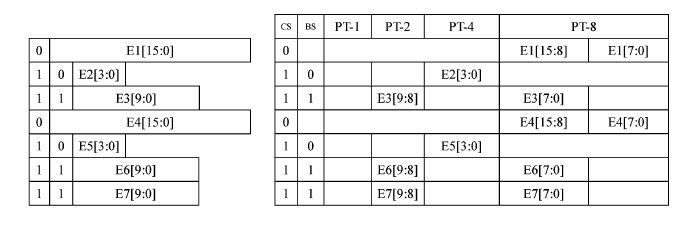 CS BS PT-1 PT-2 PT-4 PT-8
0 E1[15:0] 0 E1[15:8] E1[7:0]
1 0 E2[3:0] 1 0 E2[3:0]
1 1 E3[9:0] 1 1 E3[9:8] E3[7:0]
0 E4[15:0] 0 E4[15:8] E4[7:0]
1 0 E5[3:0] 1 0 E5[3:0]
1 1 E6[9:0] 1 1 E6[9:8] E6[7:0]
1 1 E7[9:0] 1 1 E7[9:8] E7[7:0]